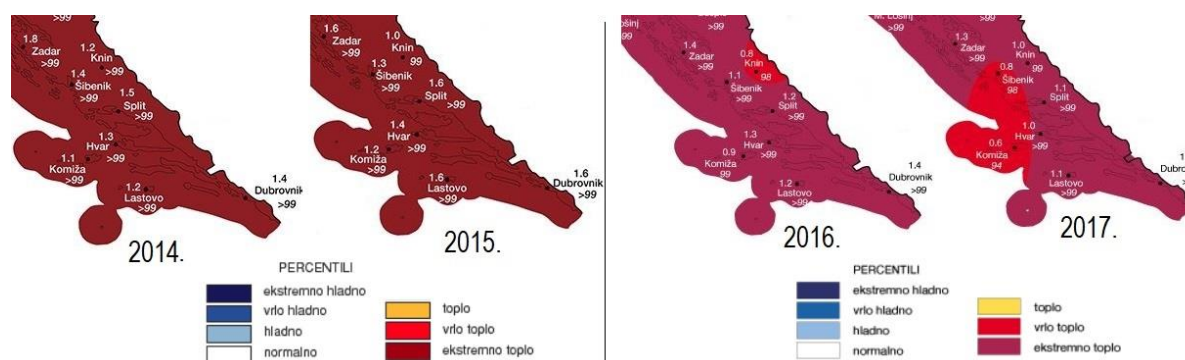 1.8
Zadar
>99
1.2
Knin
>99
1.4
Šibenik
>99
1.5
Split
>99
1.3
Hvar
>99
1.1
Komiža
>99
1.2
Lastovo
>99
1.4
Dubrovnik
>99
2014.
1.6
Zadar
>99
1.0
Knin
99
1.3
Šibenik
>99
1.6
Split
>99
1.4
Hvar
>99
1.2
Komiža
>99
1.6
Lastovo
>99
1.6
Dubrovnik
>99
2015.
PERCENTILI
ekstremno hladno
vrlo hladno
hladno
normalno
toplo
vrlo toplo
ekstremno toplo
>99
1.4
Zadar
>99
0.8
Knin
98
1.1
Šibenik
>99
1.2
Split
>99
1.3
Hvar
>99
0.9
Komiža
99
1.2
Lastovo
>99
1.4
Dubrovnik
>99
2016.
M. Lošinj
>99
1.3
Zadar
>99
1.0
Knin
99
0.8
Šibenik
98
1.1
Split
>99
1.0
Hvar
>99
0.6
Komiža
94
1.1
Lastovo
>99
Dubro
2017.
PERCENTILI
ekstremno hladno
vrlo hladno
hladno
normalno
toplo
vrlo toplo
ekstremno toplo